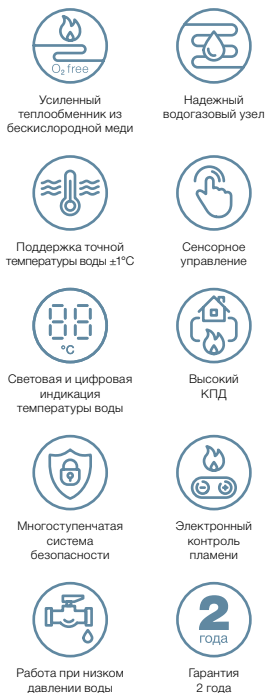 O₂ free
Усиленный
теплообменник из
бескислородной меди
Надежный
водогазовый узел
Поддержка точной
температуры воды ±1°С
Сенсорное
управление
88
°C
Световая и цифровая
индикация
температуры воды
Высокий
КПД
Многоступенчатая
система
безопасности
Электронный
контроль
пламени
Работа при низком
давлении воды
2
года
Гарантия
2 года